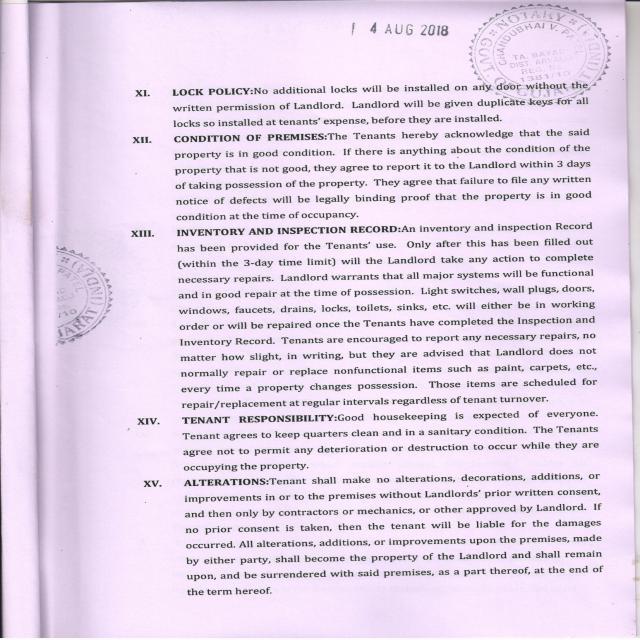 14 AUG 2018
NOTARY
CHANDUBHAI V. P
TA. BAYAD
DIST. ARVALLI
1381/10
GUJA
XI. LOCK POLICY:No additional locks will be installed on any door without the
written permission of Landlord. Landlord will be given duplicate keys for all
locks so installed at tenants' expense, before they are installed.
XII. CONDITION OF PREMISES:The Tenants hereby acknowledge that the said
property is in good condition. If there is anything about the condition of the
property that is not good, they agree to report it to the Landlord within 3 days
of taking possession of the property. They agree that failure to file any written
notice of defects will be legally binding proof that the property is in good
condition at the time of occupancy.
XIII. INVENTORY AND INSPECTION RECORD:An inventory and inspection Record
has been provided for the Tenants' use. Only after this has been filled out
(within the 3-day time limit) will the Landlord take any action to complete
necessary repairs. Landlord warrants that all major systems will be functional
and in good repair at the time of possession. Light switches, wall plugs, doors,
windows, faucets, drains, locks, toilets, sinks, etc. will either be in working
order or will be repaired once the Tenants have completed the Inspection and
Inventory Record. Tenants are encouraged to report any necessary repairs, no
matter how slight, in writing, but they are advised that Landlord does not
normally repair or replace nonfunctional items such as paint, carpets, etc.,
every time a property changes possession. Those items are scheduled for
repair/replacement at regular intervals regardless of tenant turnover.
XIV. TENANT RESPONSIBILITY:Good housekeeping is expected of everyone.
Tenant agrees to keep quarters clean and in a sanitary condition. The Tenants
agree not to permit any deterioration or destruction to occur while they are
occupying the property.
XV. ALTERATIONS:Tenant shall make no alterations, decorations, additions, or
improvements in or to the premises without Landlords' prior written consent,
and then only by contractors or mechanics, or other approved by Landlord. If
no prior consent is taken, then the tenant will be liable for the damages
occurred. All alterations, additions, or improvements upon the premises, made
by either party, shall become the property of the Landlord and shall remain
upon, and be surrendered with said premises, as a part thereof, at the end of
the term hereof.